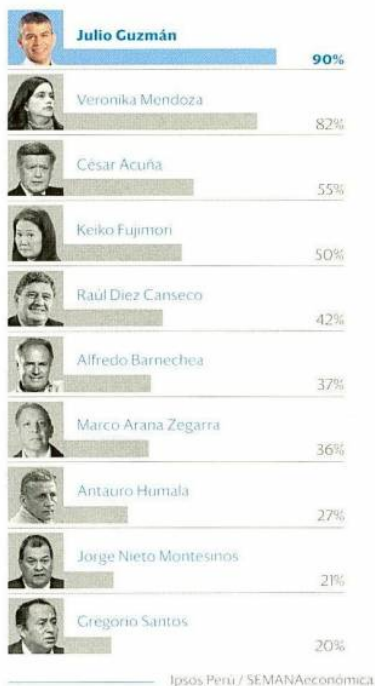 Julio Guzmán
90%
Veronika Mendoza
82%
César Acuña
55%
Keiko Fujimori
50%
Raúl Diez Canseco
42%
Alfredo Barnechea
37%
Marco Arana Zegarra
36%
Antauro Humala
27%
Jorge Nieto Montesinos
21%
Gregorio Santos
20%
Ipsos Perú / SEMANAeconómica